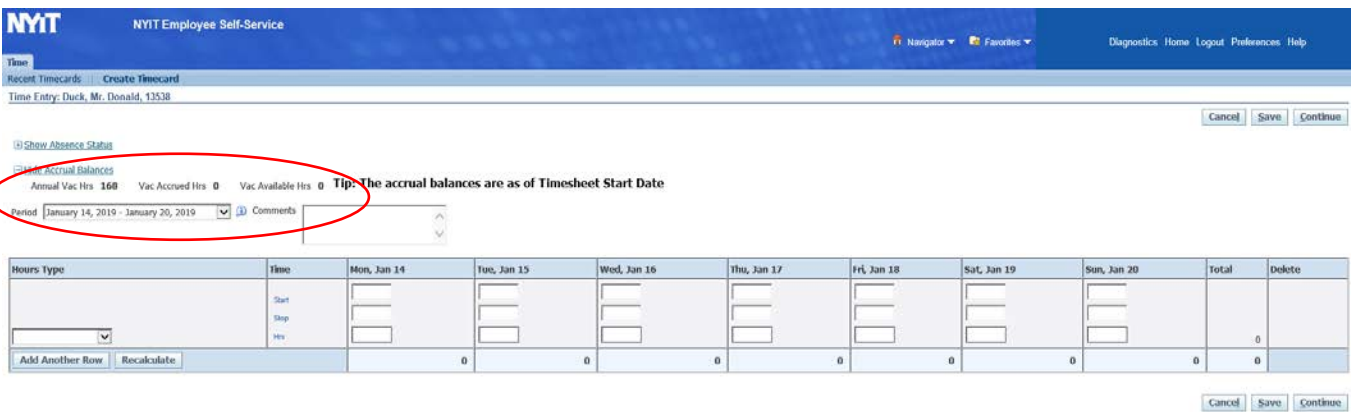 NYIT NYIT Employee Self-Service
Navigator Favorites Diagnostics Home Logout Preferences Help
Time
Recent Timecards | Create Timecard
Time Entry: Duck, Mr. Donald, 13538
Cancel Save Continue
Show Absence Status
Hide Accrual Balances
Annual Vac Hrs 160 Vac Accrued Hrs 0 Vac Available Hrs 0 Tip: The accrual balances are as of Timesheet Start Date
Period January 14, 2019 - January 20, 2019 Comments
Hours Type Time Mon, Jan 14 Tue, Jan 15 Wed, Jan 16 Thu, Jan 17 Fri, Jan 18 Sat, Jan 19 Sun, Jan 20 Total Delete
Start
Stop
Hrs 0
Add Another Row Recalculate 0 0 0 0 0 0 0 0
Cancel Save Continue